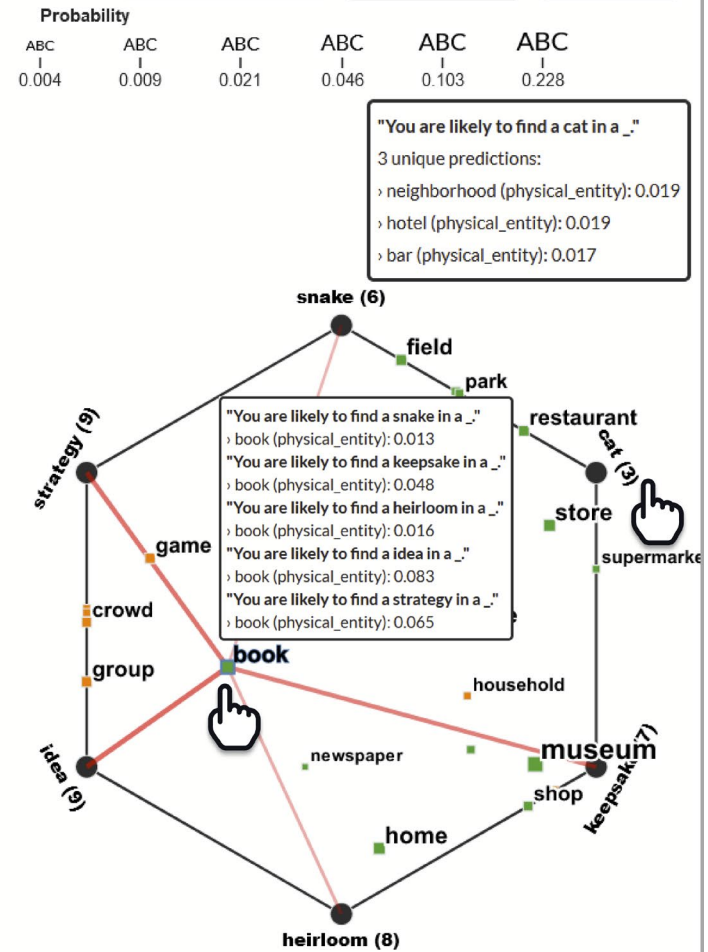 Probability
ABC ABC ABC ABC ABC ABC
0.004 0.009 0.021 0.046 0.103 0.228
"You are likely to find a cat in a _."
3 unique predictions:
› neighborhood (physical_entity): 0.019
› hotel (physical_entity): 0.019
› bar (physical_entity): 0.017
snake (6)
field
park
restaurant
cat (3)
strategy (9)
"You are likely to find a snake in a _."
› book (physical_entity): 0.013
"You are likely to find a keepsake in a _."
› book (physical_entity): 0.048
"You are likely to find a heirloom in a _."
› book (physical_entity): 0.016
"You are likely to find a idea in a _."
› book (physical_entity): 0.083
"You are likely to find a strategy in a _."
› book (physical_entity): 0.065
store
supermarke
game
crowd
book
group
household
newspaper
museum
keepsake (7)
idea (9)
shop
home
heirloom (8)